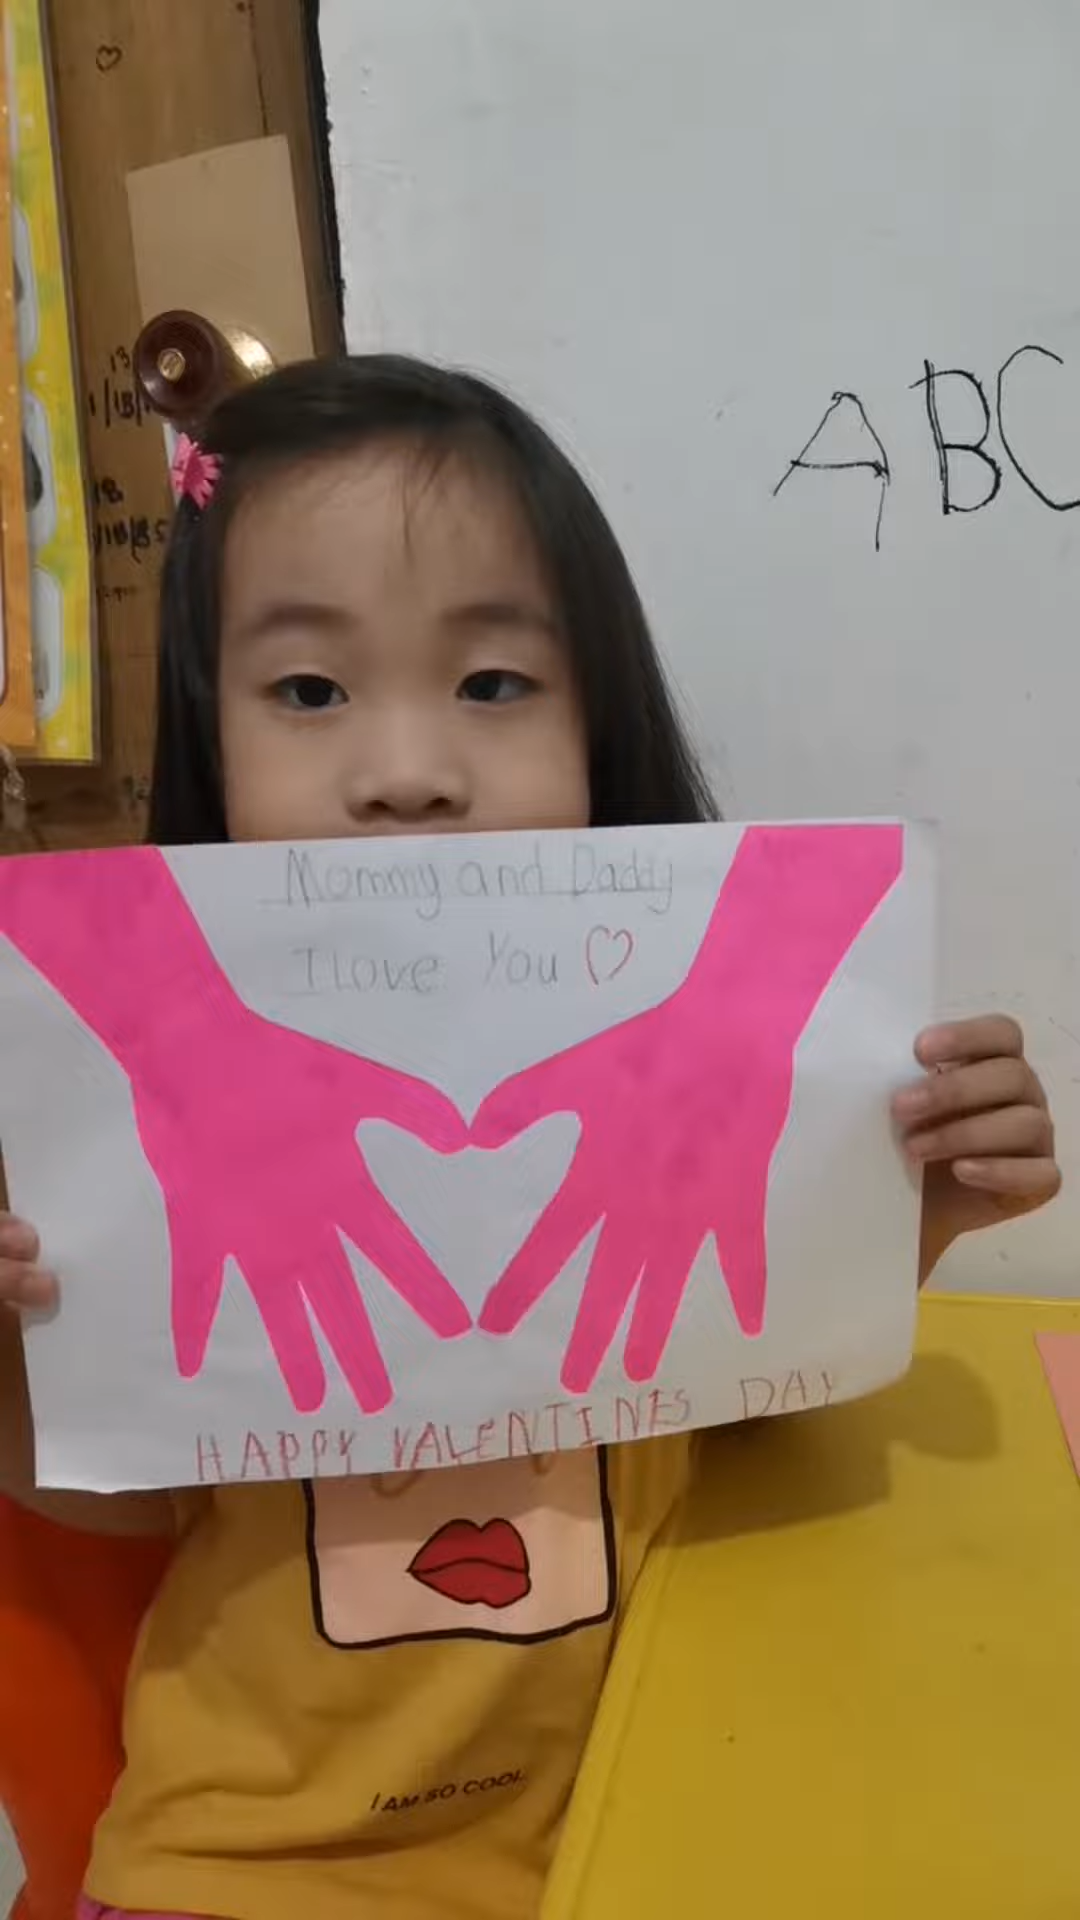 ABC
Mommy and Daddy
I Love You
HAPPY VALENTINES DAY
I AM SO COOL